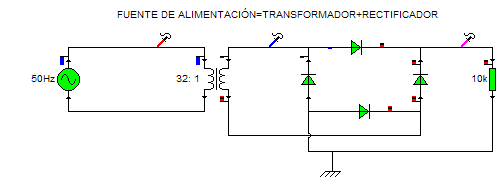 FUENTE DE ALIMENTACIÓN=TRANSFORMADOR+RECTIFICADOR
50Hz 32: 1 10k